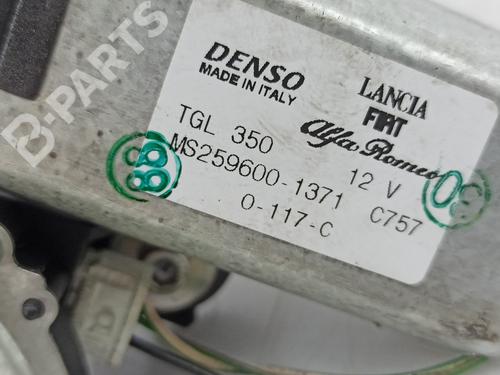 B-PARTS
DENSO
MADE IN ITALY
LANCIA
FIAT
Alfa Romeo
TGL 350
12 V
MS259600-1371
C757
0-117-C